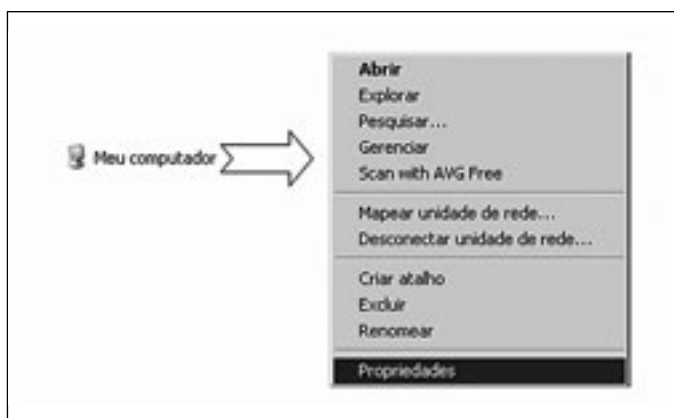 Meu computador
Abrir
Explorar
Pesquisar...
Gerenciar
Scan with AVG Free
Mapear unidade de rede...
Desconectar unidade de rede...
Criar atalho
Excluir
Renomear
Propriedades